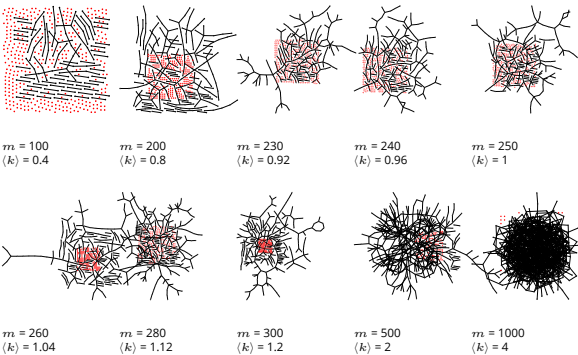 m = 100
⟨k⟩ = 0.4
m = 200
⟨k⟩ = 0.8
m = 230
⟨k⟩ = 0.92
m = 240
⟨k⟩ = 0.96
m = 250
⟨k⟩ = 1
m = 260
⟨k⟩ = 1.04
m = 280
⟨k⟩ = 1.12
m = 300
⟨k⟩ = 1.2
m = 500
⟨k⟩ = 2
m = 1000
⟨k⟩ = 4